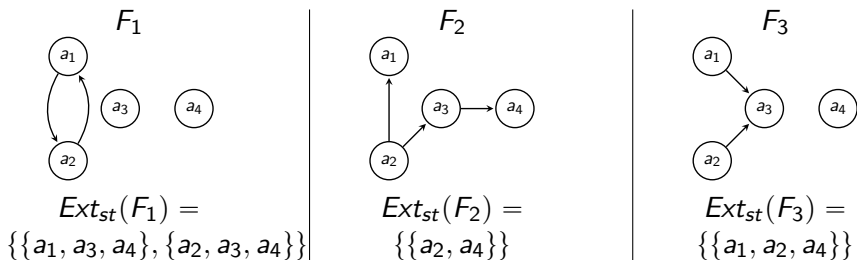 F₁
a₁
a₃
a₄
a₂
Ext_st(F₁) =
{{a₁, a₃, a₄}, {a₂, a₃, a₄}}
F₂
a₁
a₃
a₄
a₂
Ext_st(F₂) =
{{a₂, a₄}}
F₃
a₁
a₃
a₄
a₂
Ext_st(F₃) =
{{a₁, a₂, a₄}}